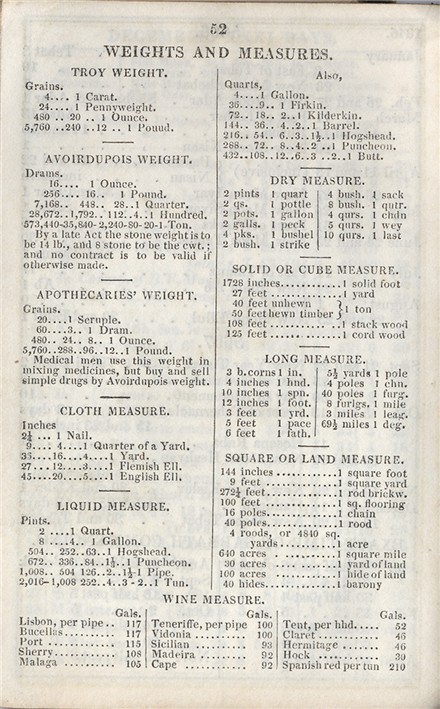 52
WEIGHTS AND MEASURES.
TROY WEIGHT.
Grains.
4.... 1 Carat.
24.... 1 Pennyweight.
480 .. 20 .. 1 Ounce.
5,760 ..240 ..12 .. 1 Pound.
AVOIRDUPOIS WEIGHT.
Drams.
16.... 1 Ounce.
256.... 16.. 1 Pound.
7,168.. 448.. 28.. 1 Quarter.
28,672..1,792.. 112..4..1 Hundred.
573,440-35,840-2,240-80-20-1 Ton.
By a late Act the stone weight is to
be 14 lb., and 8 stone to be the cwt.;
and no contract is to be valid if
otherwise made.
APOTHECARIES' WEIGHT.
Grains.
20....1 Scruple.
60....3.. 1 Dram.
480.. 24.. 8.. 1 Ounce.
5,760..288..96..12..1 Pound.
Medical men use this weight in
mixing medicines, but buy and sell
simple drugs by Avoirdupois weight.
CLOTH MEASURE.
Inches
2¼ ... 1 Nail.
9.... 4....1 Quarter of a Yard.
36....16....4....1 Yard.
27...12....3....1 Flemish Ell.
45....20....5....1 English Ell.
LIQUID MEASURE.
Pints.
2 ....1 Quart.
8 ....4.. 1 Gallon.
504.. 252..63..1 Hogshead.
672.. 336..84..1⅓..1 Puncheon.
1,008.. 504 126..2..1½-1 Pipe.
2,016-1,008 252..4..3-2..1 Tun.
Also,
Quarts,
4....1 Gallon.
36....9.. 1 Firkin.
72.. 18.. 2..1 Kilderkin.
144.. 36.. 4..2..1 Barrel.
216.. 54.. 6..3..1½..1 Hogshead.
288.. 72.. 8..4..2 ..1 Puncheon.
432..108..12..6..3 ..2..1 Butt.
DRY MEASURE.
2 pints 1 quart
2 qs. 1 pottle
2 pots. 1 gallon
2 galls. 1 peck
4 pks. 1 bushel
2 bush. 1 strike
4 bush. 1 sack
8 bush. 1 qutr.
4 qurs. 1 chdn
5 qurs. 1 wey
10 qrs. 1 last
SOLID OR CUBE MEASURE.
1728 inches............1 solid foot
27 feet ............1 yard
40 feet unhewn
50 feet hewn timber } 1 ton
108 feet ............1 stack wood
125 feet............1 cord wood
LONG MEASURE.
3 b.corns 1 in.
4 inches 1 hnd.
10 inches 1 spn.
12 inches 1 foot.
3 feet 1 yrd.
5 feet 1 pace
6 feet 1 fath.
5½ yards 1 pole
4 poles 1 chn.
40 poles 1 furg.
8 furlgs. 1 mile
3 miles 1 leag.
69½ miles 1 deg.
SQUARE OR LAND MEASURE.
144 inches ............1 square foot
9 feet ............1 square yard
272¼ feet............1 rod brickw.
100 feet ............1 sq. flooring
16 poles............1 chain
40 poles............1 rood
4 roods, or 4840 sq.
yards............1 acre
640 acres ............1 square mile
30 acres ............1 yard of land
100 acres ............1 hide of land
40 hides............1 barony
WINE MEASURE.
Gals.
Lisbon, per pipe.. 117
Bucellas.......... 117
Port ............ 115
Sherry.......... 108
Malaga .......... 105
Gals.
Teneriffe, per pipe 100
Vidonia .......... 100
Sicilian .......... 93
Madeira .......... 92
Cape ............ 92
Gals.
Tent, per hhd..... 52
Claret ............ 46
Hermitage ........ 46
Hock ............ 30
Spanish red per tun 210